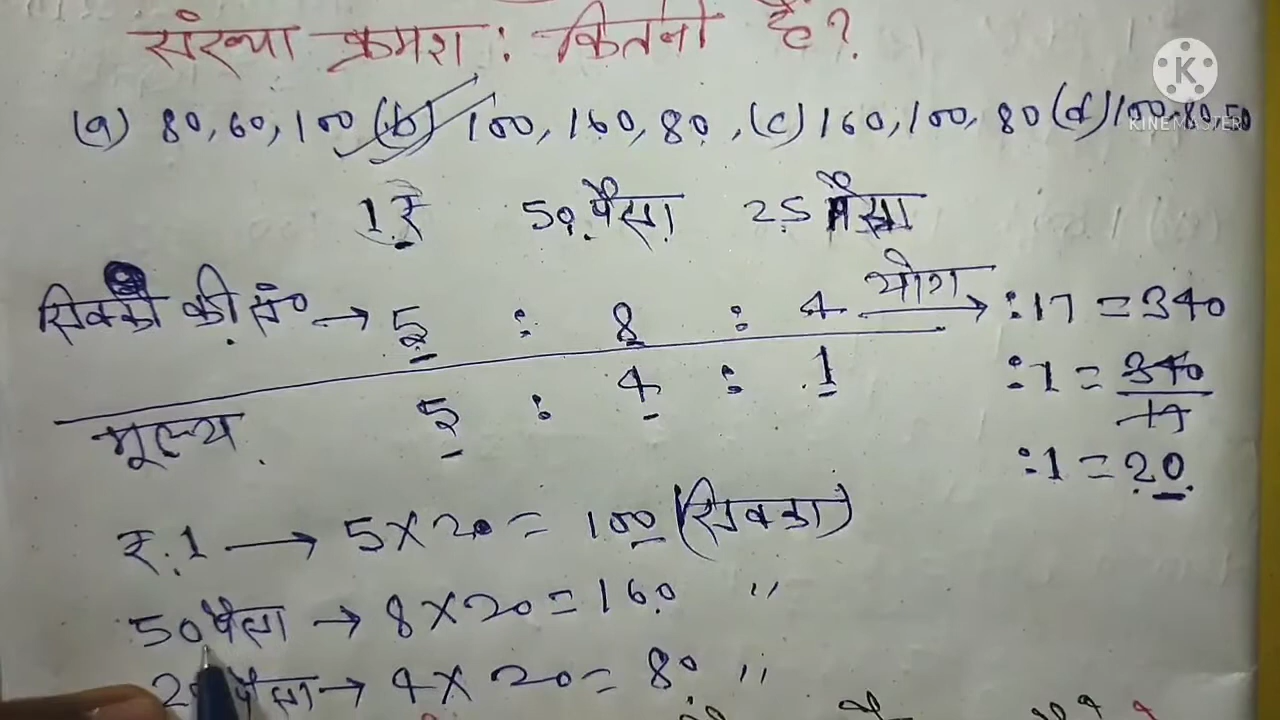 संख्या क्रमश: कितनी है?
K
KINEMASTER
(a) 80,60,100 (b) 100,160,80, (c) 160,100,80 (d) 100,80,50
1 रु 50 पैसा 25 पैसा
सिक्को की सं० → 5 : 8 : 4 योग → :17 = 340
मूल्य 5 : 4 : 1 :1 = 340/17
:1 = 20
रु.1 → 5×20 = 100 (सिक्का)
50 पैसा → 8×20 = 160 ,,
पैसा → 4×20 = 80 ,,